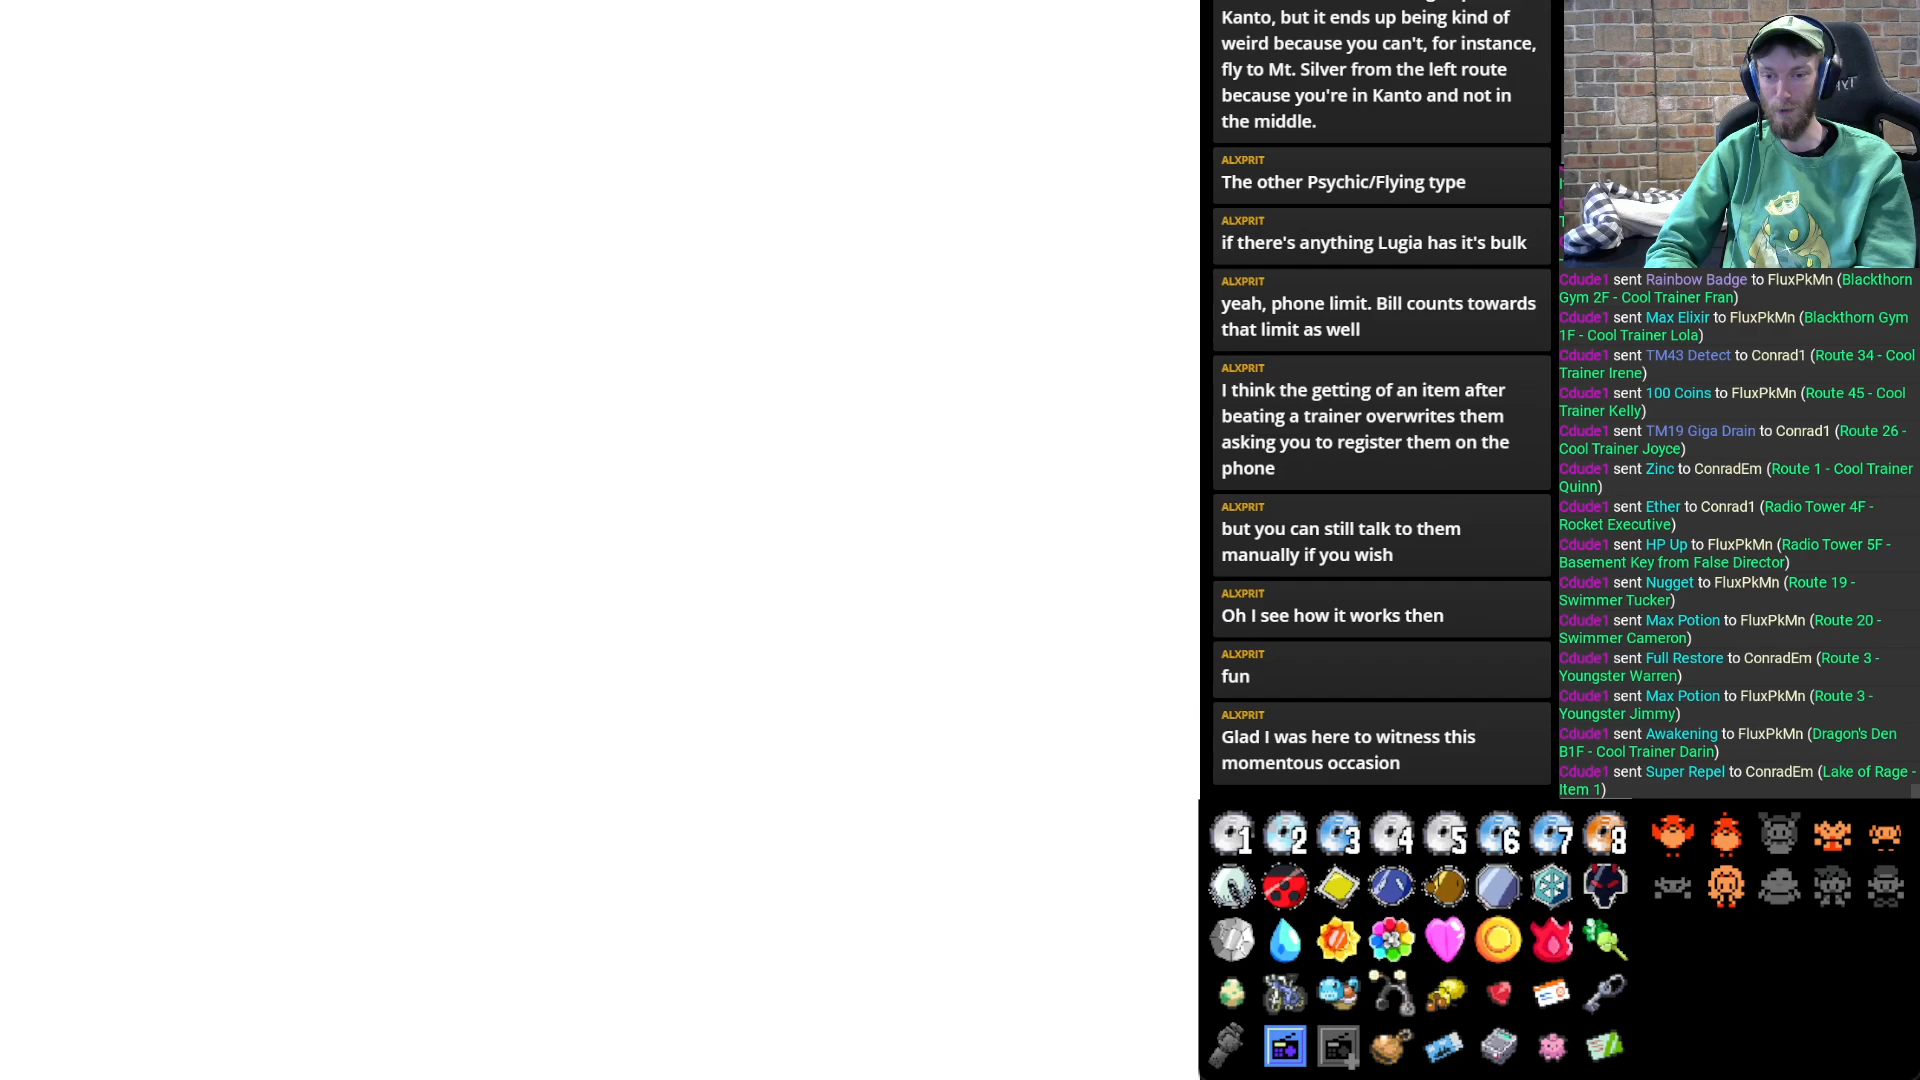 Kanto, but it ends up being kind of
weird because you can't, for instance,
fly to Mt. Silver from the left route
because you're in Kanto and not in
the middle.
ALXPRIT
The other Psychic/Flying type
ALXPRIT
if there's anything Lugia has it's bulk
ALXPRIT
yeah, phone limit. Bill counts towards
that limit as well
ALXPRIT
I think the getting of an item after
beating a trainer overwrites them
asking you to register them on the
phone
ALXPRIT
but you can still talk to them
manually if you wish
ALXPRIT
Oh I see how it works then
ALXPRIT
fun
ALXPRIT
Glad I was here to witness this
momentous occasion
Cdude1 sent Rainbow Badge to FluxPkMn (Blackthorn
Gym 2F - Cool Trainer Fran)
Cdude1 sent Max Elixir to FluxPkMn (Blackthorn Gym
1F - Cool Trainer Lola)
Cdude1 sent TM43 Detect to Conrad1 (Route 34 - Cool
Trainer Irene)
Cdude1 sent 100 Coins to FluxPkMn (Route 45 - Cool
Trainer Kelly)
Cdude1 sent TM19 Giga Drain to Conrad1 (Route 26 -
Cool Trainer Joyce)
Cdude1 sent Zinc to ConradEm (Route 1 - Cool Trainer
Quinn)
Cdude1 sent Ether to Conrad1 (Radio Tower 4F -
Rocket Executive)
Cdude1 sent HP Up to FluxPkMn (Radio Tower 5F -
Basement Key from False Director)
Cdude1 sent Nugget to FluxPkMn (Route 19 -
Swimmer Tucker)
Cdude1 sent Max Potion to FluxPkMn (Route 20 -
Swimmer Cameron)
Cdude1 sent Full Restore to ConradEm (Route 3 -
Youngster Warren)
Cdude1 sent Max Potion to FluxPkMn (Route 3 -
Youngster Jimmy)
Cdude1 sent Awakening to FluxPkMn (Dragon's Den
B1F - Cool Trainer Darin)
Cdude1 sent Super Repel to ConradEm (Lake of Rage -
Item 1)
1 2 3 4 5 6 7 8